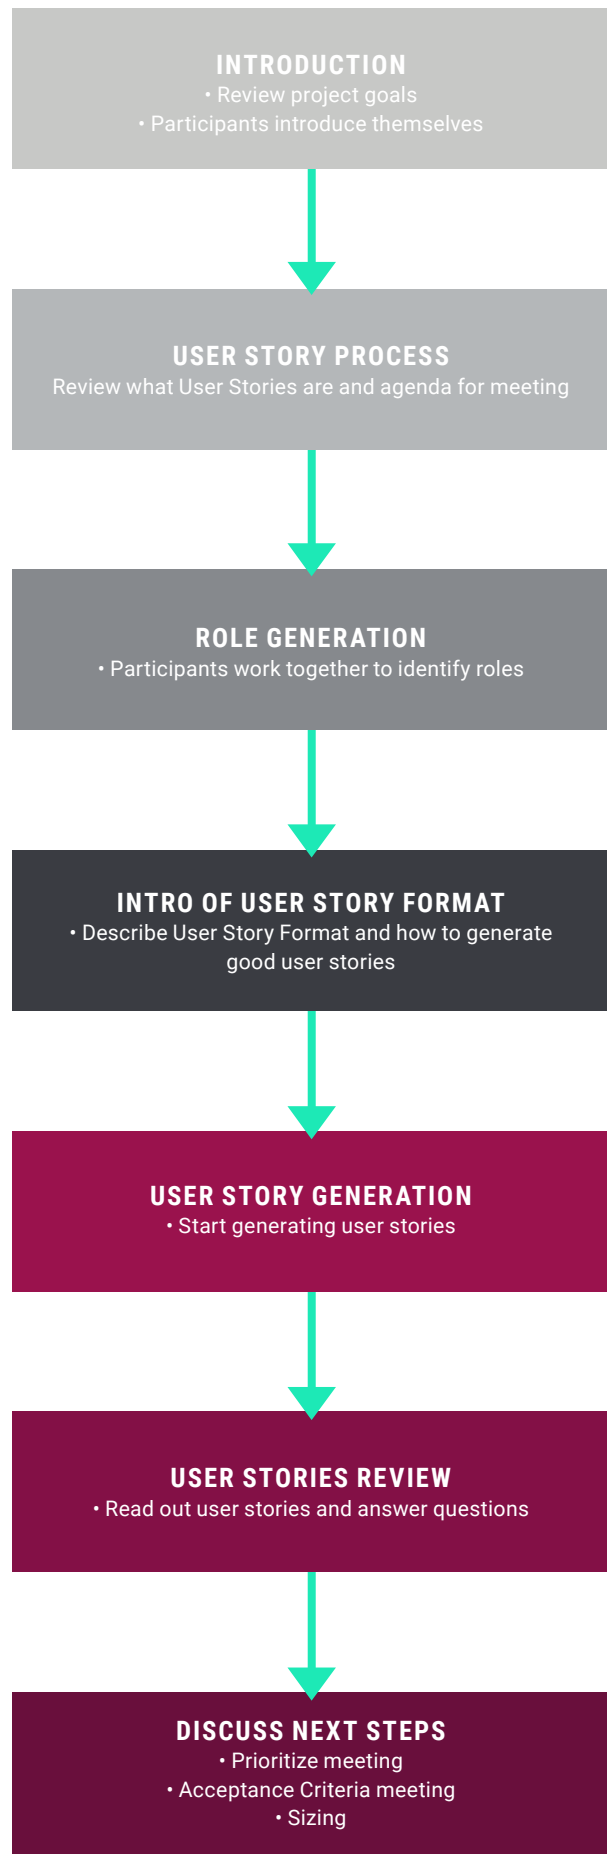 INTRODUCTION
• Review project goals
• Participants introduce themselves
USER STORY PROCESS
Review what User Stories are and agenda for meeting
ROLE GENERATION
• Participants work together to identify roles
INTRO OF USER STORY FORMAT
• Describe User Story Format and how to generate
good user stories
USER STORY GENERATION
• Start generating user stories
USER STORIES REVIEW
• Read out user stories and answer questions
DISCUSS NEXT STEPS
• Prioritize meeting
• Acceptance Criteria meeting
• Sizing